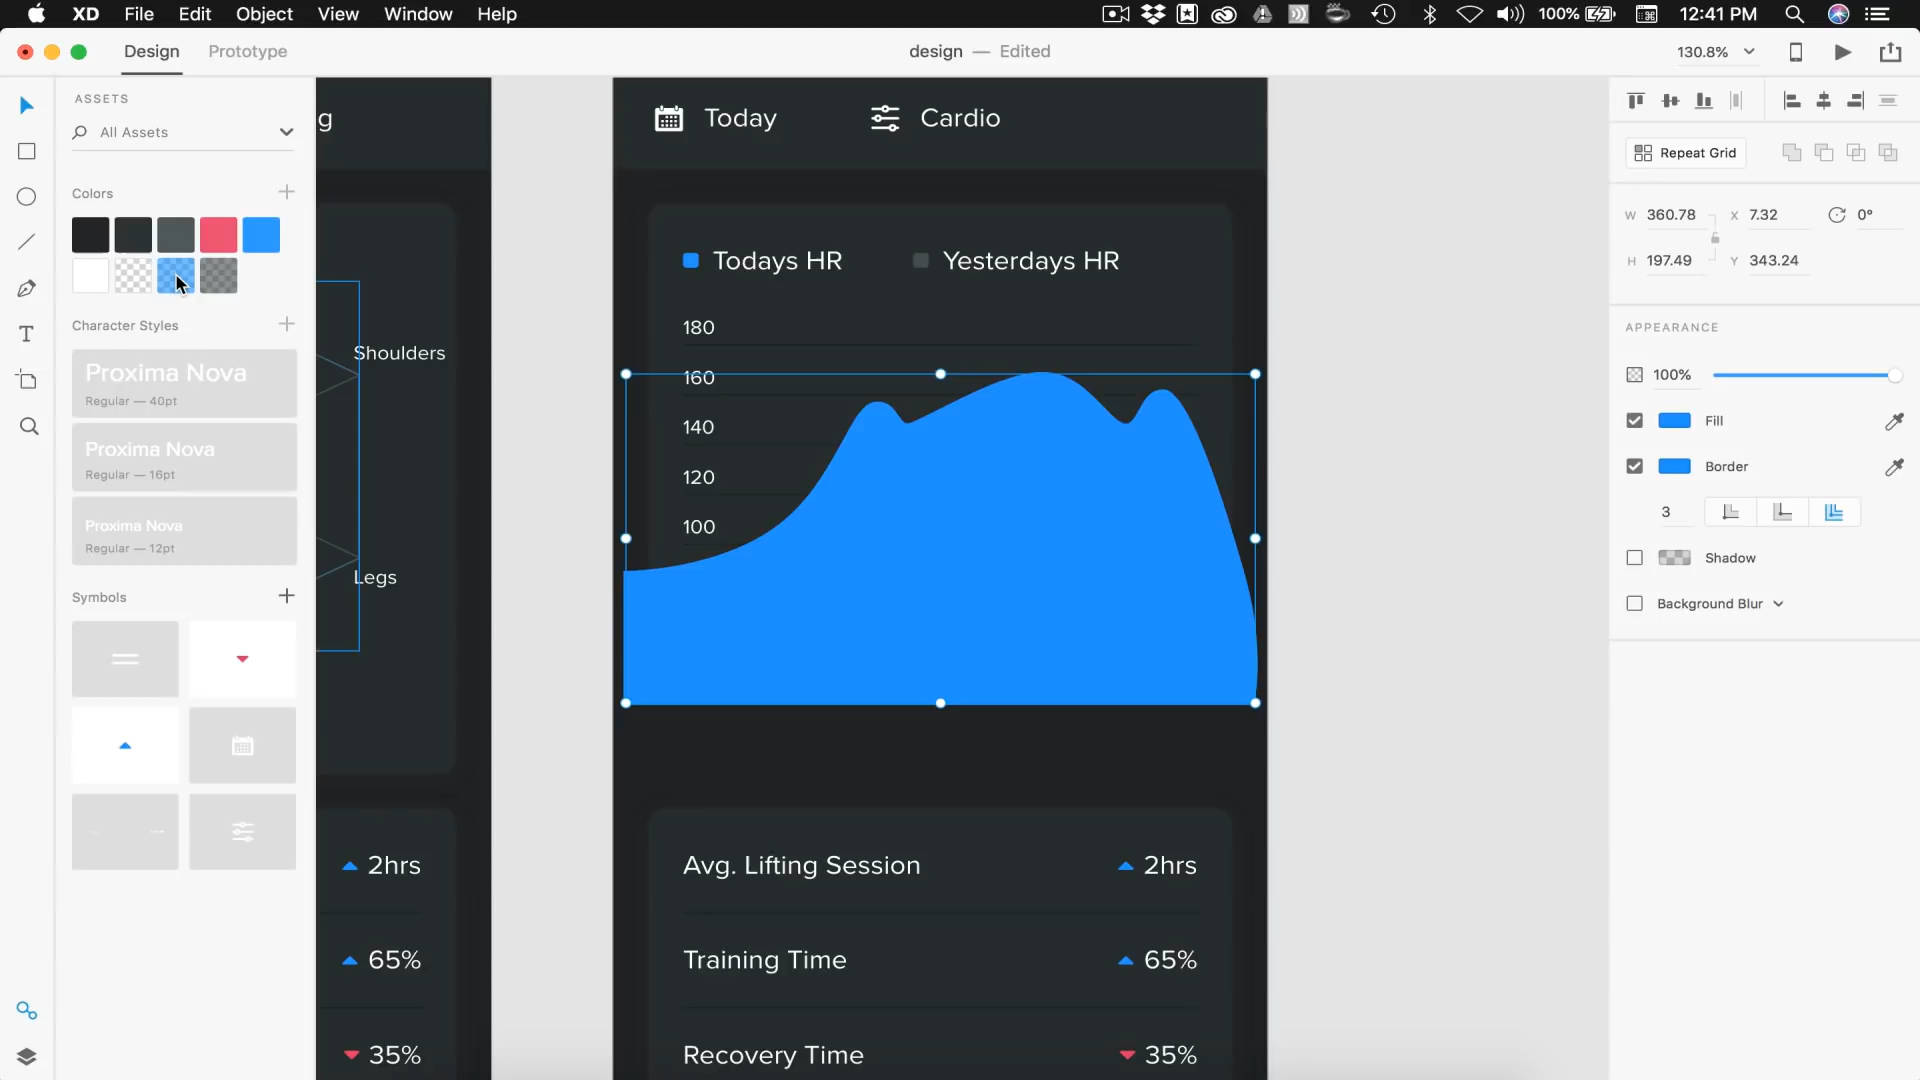 XD File Edit Object View Window Help
100% 12:41 PM
Design Prototype
design — Edited
130.8%
ASSETS
All Assets
Colors
Character Styles
Proxima Nova
Regular — 40pt
Proxima Nova
Regular — 16pt
Proxima Nova
Regular — 12pt
Symbols
g
Shoulders
Legs
2hrs
65%
35%
Today
Cardio
Todays HR
Yesterdays HR
180
160
140
120
100
Avg. Lifting Session
2hrs
Training Time
65%
Recovery Time
35%
Repeat Grid
W 360.78 X 7.32 0°
H 197.49 Y 343.24
APPEARANCE
100%
Fill
Border
3
Shadow
Background Blur